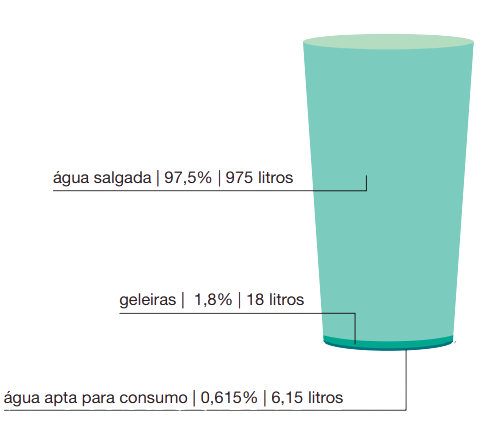 água salgada | 97,5% | 975 litros
geleiras | 1,8% | 18 litros
água apta para consumo | 0,615% | 6,15 litros